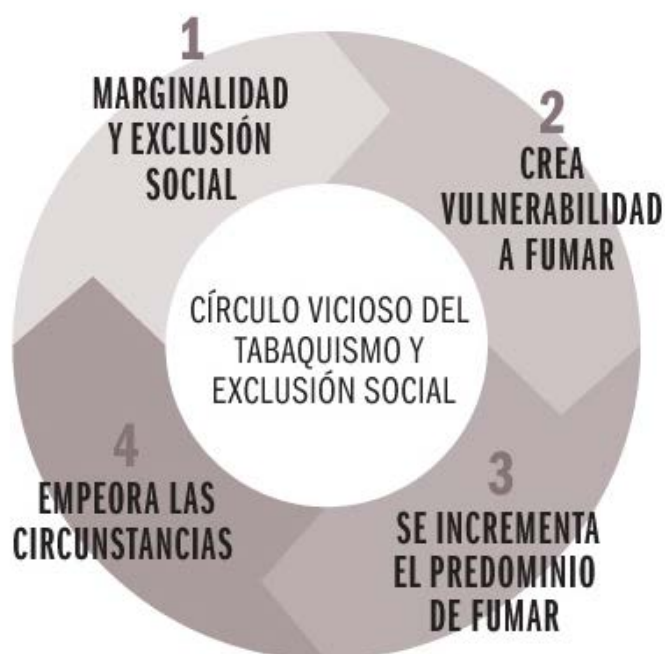 1
MARGINALIDAD
Y EXCLUSIÓN
SOCIAL
2
CREA
VULNERABILIDAD
A FUMAR
CÍRCULO VICIOSO DEL
TABAQUISMO Y
EXCLUSIÓN SOCIAL
3
SE INCREMENTA
EL PREDOMINIO
DE FUMAR
4
EMPEORA LAS
CIRCUNSTANCIAS